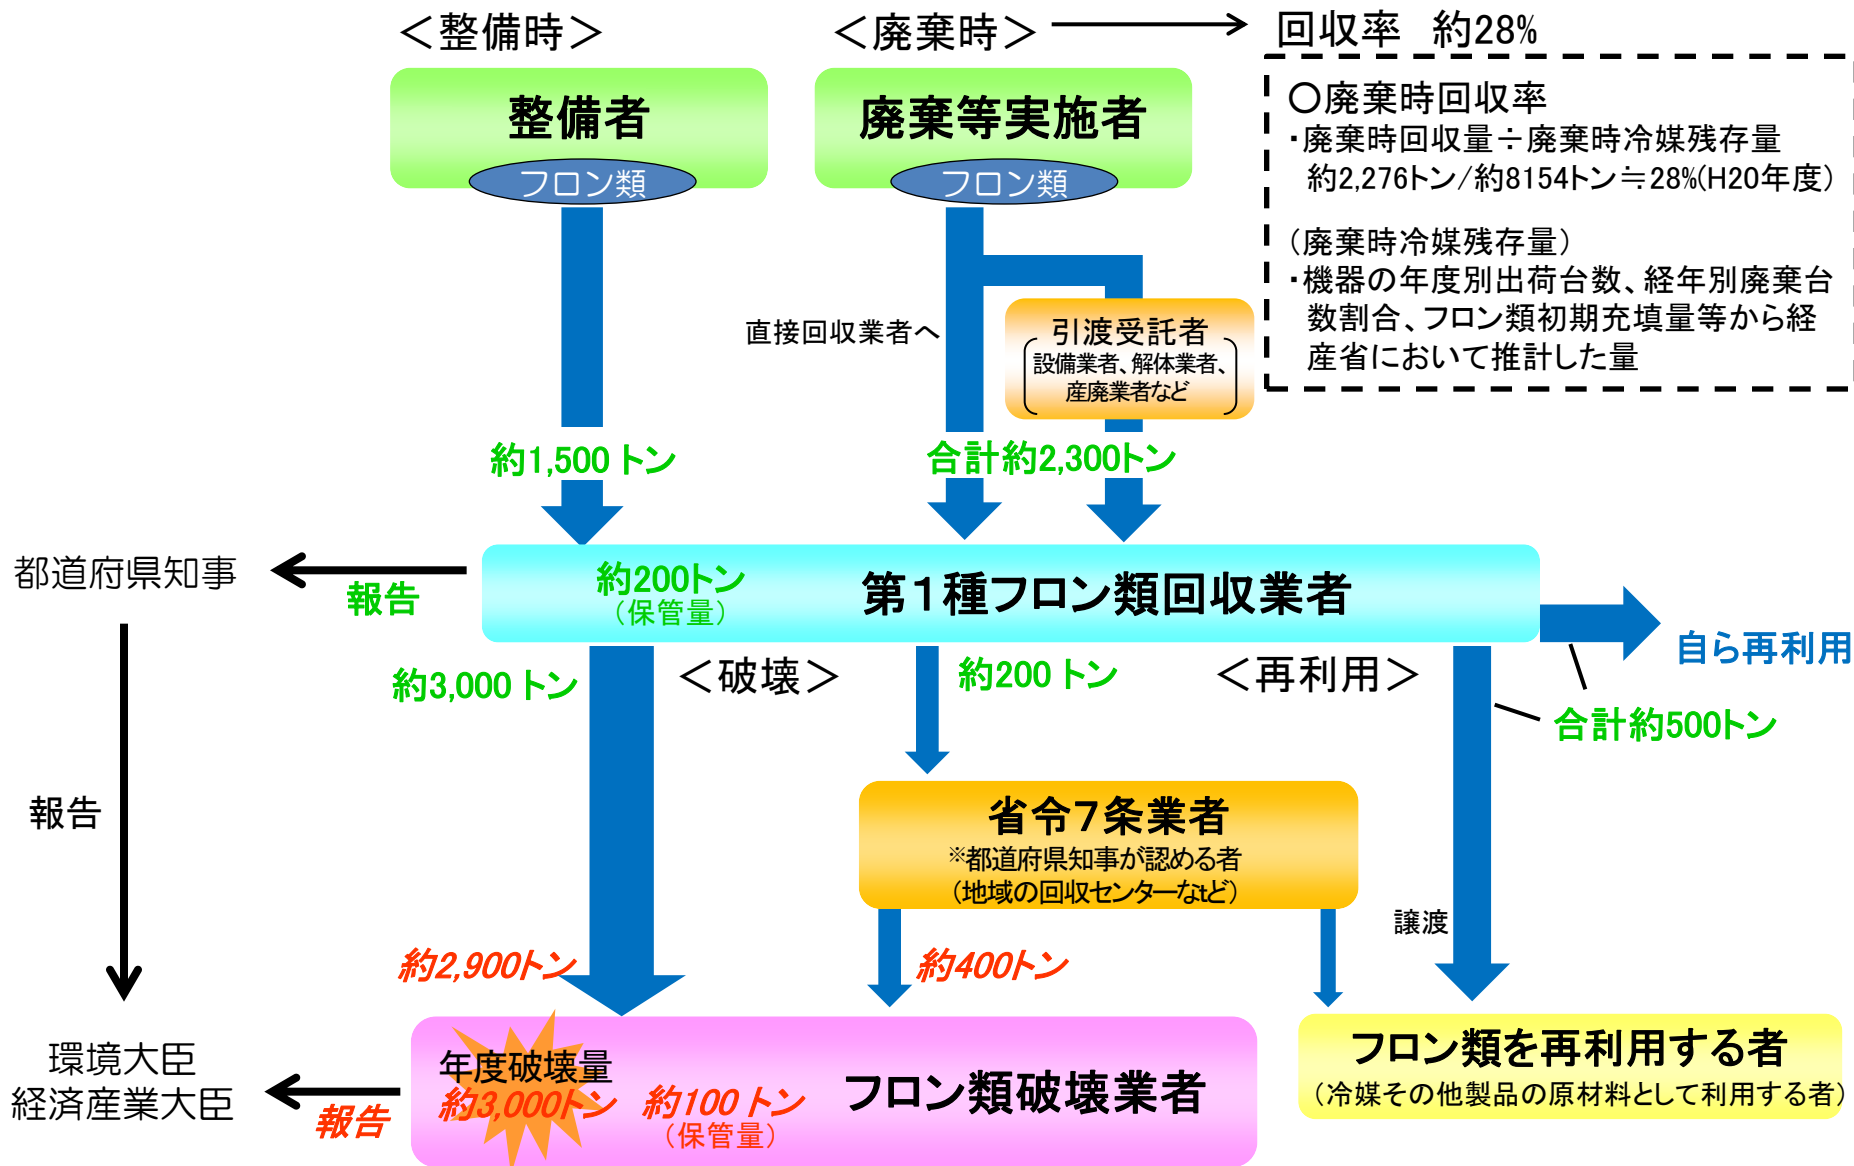 ＜整備時＞
＜廃棄時＞
回収率　約28%
整備者
フロン類
廃棄等実施者
フロン類
〇廃棄時回収率
・廃棄時回収量÷廃棄時冷媒残存量
約2,276トン/約8154トン≒28%(H20年度)
（廃棄時冷媒残存量）
・機器の年度別出荷台数、経年別廃棄台
数割合、フロン類初期充填量等から経
産省において推計した量
直接回収業者へ
引渡受託者
設備業者、解体業者、
産廃業者など
約1,500トン
合計約2,300トン
都道府県知事
報告
約200トン
（保管量）
第１種フロン類回収業者
自ら再利用
約3,000トン
＜破壊＞
約200トン
＜再利用＞
合計約500トン
報告
省令７条業者
※都道府県知事が認める者
（地域の回収センターなtど）
譲渡
約2,900トン
約400トン
環境大臣
経済産業大臣
報告
年度破壊量
約3,000トン
約100トン
（保管量）
フロン類破壊業者
フロン類を再利用する者
（冷媒その他製品の原材料として利用する者）